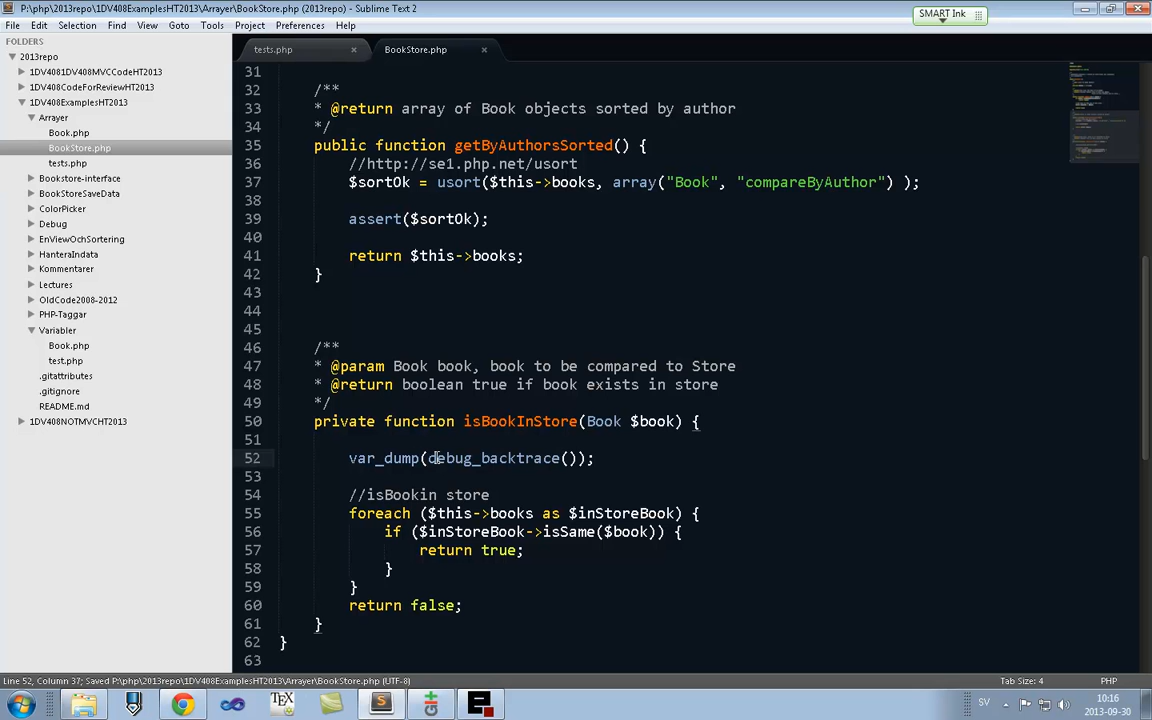 P:\php\2013repo\1DV408ExamplesHT2013\Arrayer\BookStore.php (2013repo) - Sublime Text 2
SMART Ink
File Edit Selection Find View Goto Tools Project Preferences Help
FOLDERS
2013repo
1DV4081DV408MVCCodeHT2013
1DV408CodeForReviewHT2013
1DV408ExamplesHT2013
Arrayer
Book.php
BookStore.php
tests.php
Bookstore-interface
BookStoreSaveData
ColorPicker
Debug
EnViewOchSortering
HanteraIndata
Kommentarer
Lectures
OldCode2008-2012
PHP-Taggar
Variabler
Book.php
test.php
.gitattributes
.gitignore
README.md
1DV408NOTMVCHT2013
tests.php BookStore.php
31
32 /**
33 * @return array of Book objects sorted by author
34 */
35 public function getByAuthorsSorted() {
36 //http://se1.php.net/usort
37 $sortOk = usort($this->books, array("Book", "compareByAuthor") );
38
39 assert($sortOk);
40
41 return $this->books;
42 }
43
44
45
46 /**
47 * @param Book book, book to be compared to Store
48 * @return boolean true if book exists in store
49 */
50 private function isBookInStore(Book $book) {
51
52 var_dump(debug_backtrace());
53
54 //isBookin store
55 foreach ($this->books as $inStoreBook) {
56 if ($inStoreBook->isSame($book)) {
57 return true;
58 }
59 }
60 return false;
61 }
62 }
63
Line 52, Column 37; Saved P:\php\2013repo\1DV408ExamplesHT2013\Arrayer\BookStore.php (UTF-8) Tab Size: 4 PHP
SV 10:16
2013-09-30